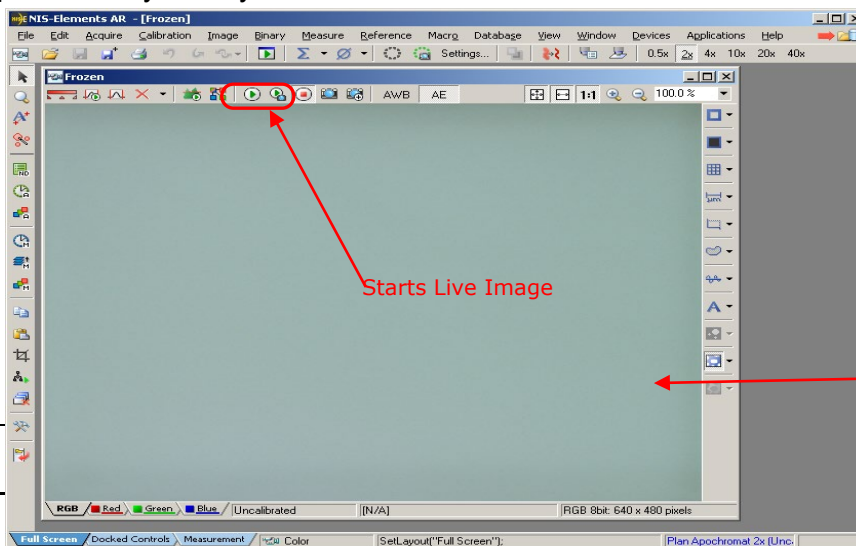 NIS-Elements AR - [Frozen]
File Edit Acquire Calibration Image Binary Measure Reference Macro Database View Window Devices Applications Help
Settings... 0.5x 2x 4x 10x 20x 40x
Frozen
AWB AE 1:1 100.0 %
Starts Live Image
RGB Red Green Blue Uncalibrated [N/A] RGB 8bit: 640 x 480 pixels
Full Screen Docked Controls Measurement Color SetLayout("Full Screen"); Plan Apochromat 2x (Unc.